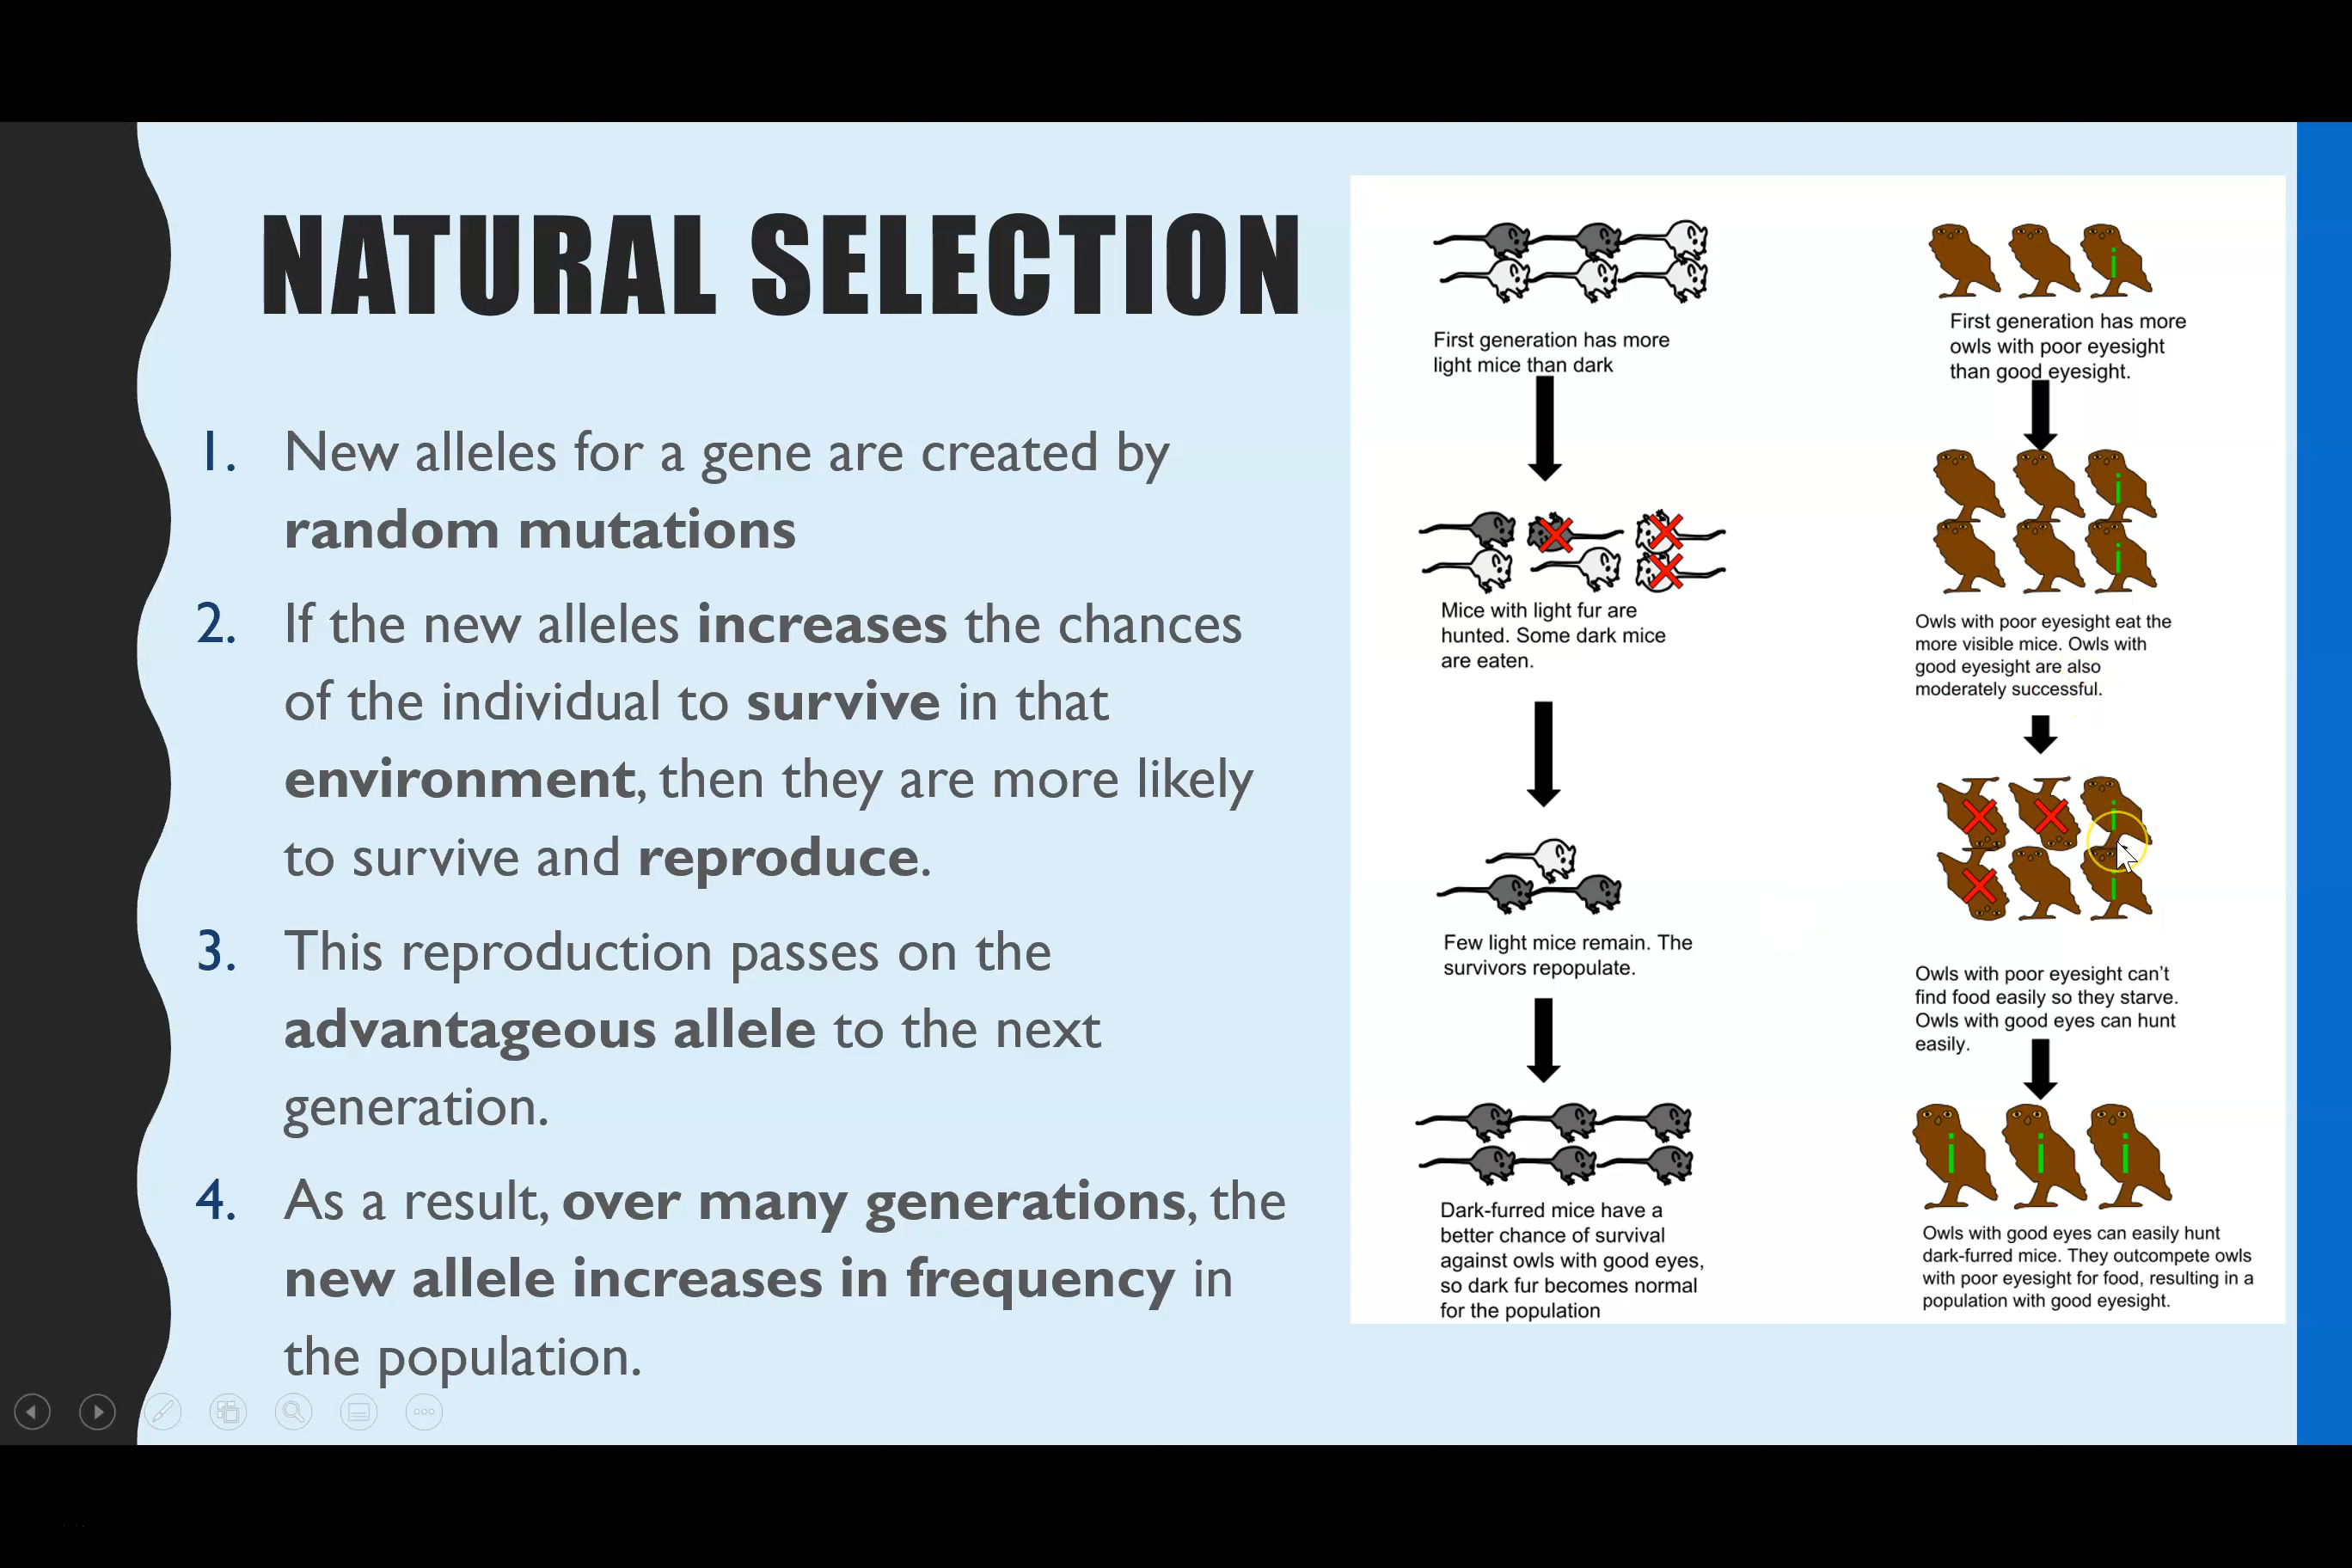 NATURAL SELECTION
1. New alleles for a gene are created by
random mutations
2. If the new alleles increases the chances
of the individual to survive in that
environment, then they are more likely
to survive and reproduce.
3. This reproduction passes on the
advantageous allele to the next
generation.
4. As a result, over many generations, the
new allele increases in frequency in
the population.
First generation has more
light mice than dark
Mice with light fur are
hunted. Some dark mice
are eaten.
Few light mice remain. The
survivors repopulate.
Dark-furred mice have a
better chance of survival
against owls with good eyes,
so dark fur becomes normal
for the population
i
First generation has more
owls with poor eyesight
than good eyesight.
i
i
Owls with poor eyesight eat the
more visible mice. Owls with
good eyesight are also
moderately successful.
i
i
Owls with poor eyesight can't
find food easily so they starve.
Owls with good eyes can hunt
easily.
i i i
Owls with good eyes can easily hunt
dark-furred mice. They outcompete owls
with poor eyesight for food, resulting in a
population with good eyesight.